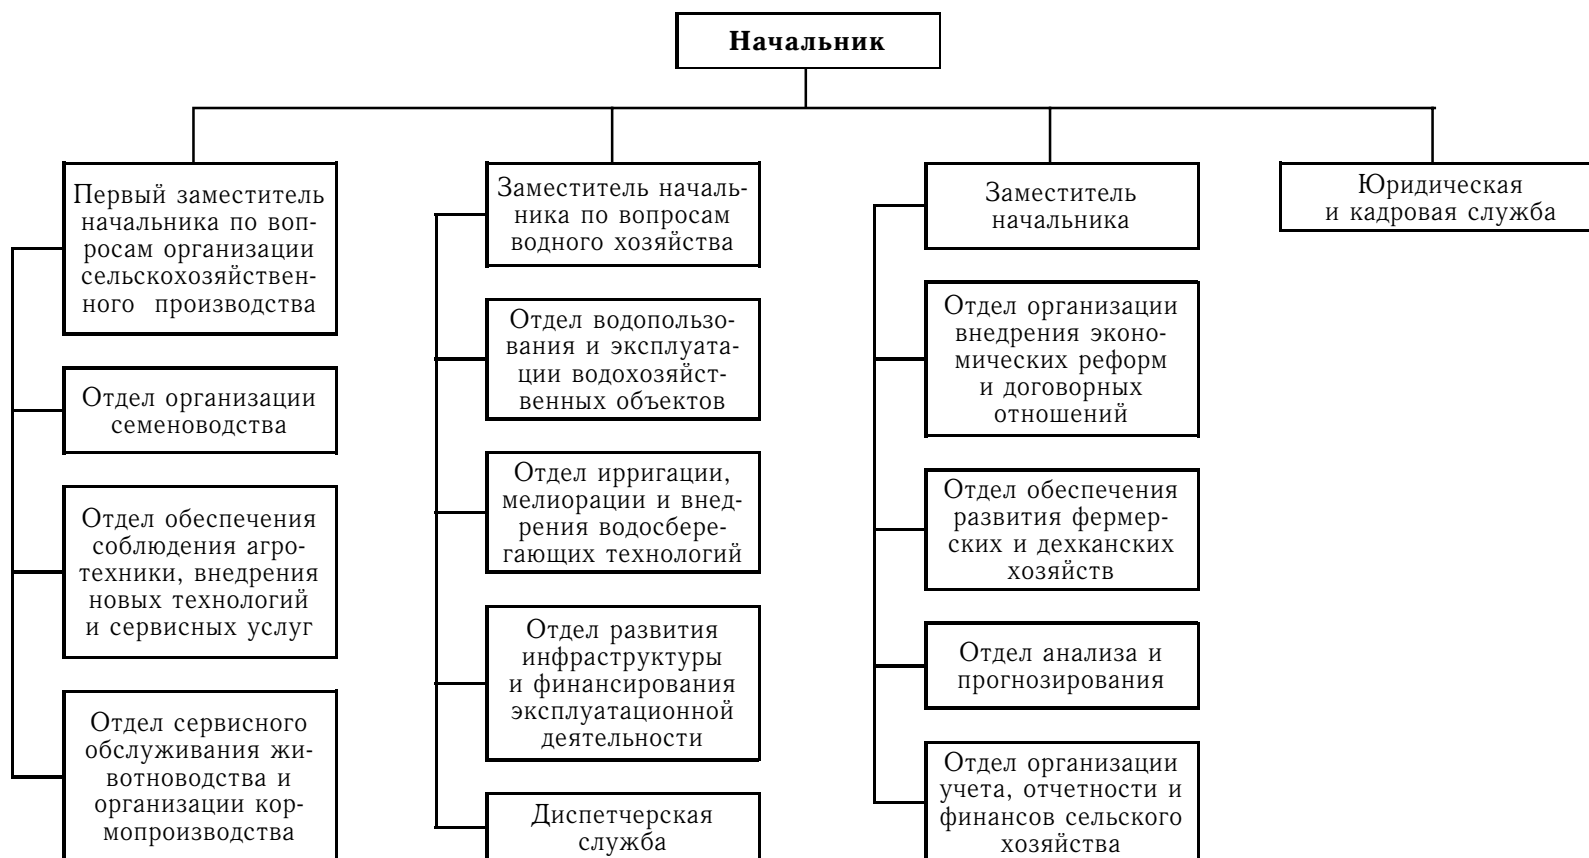 Начальник
Первый заместитель
начальника по воп-
росам организации
сельскохозяйствен-
ного производства
Отдел организации
семеноводства
Отдел обеспечения
соблюдения агро-
техники, внедрения
новых технологий
и сервисных услуг
Отдел сервисного
обслуживания жи-
вотноводства и
организации кор-
мопроизводства
Заместитель началь-
ника по вопросам
водного хозяйства
Отдел водопользо-
вания и эксплуата-
ции водохозяйст-
венных объектов
Отдел ирригации,
мелиорации и внед-
рения водосбере-
гающих технологий
Отдел развития
инфраструктуры
и финансирования
эксплуатационной
деятельности
Диспетчерская
служба
Заместитель
начальника
Отдел организации
внедрения эконо-
мических реформ
и договорных
отношений
Отдел обеспечения
развития фермер-
ских и дехканских
хозяйств
Отдел анализа и
прогнозирования
Отдел организации
учета, отчетности и
финансов сельского
хозяйства
Юридическая
и кадровая служба